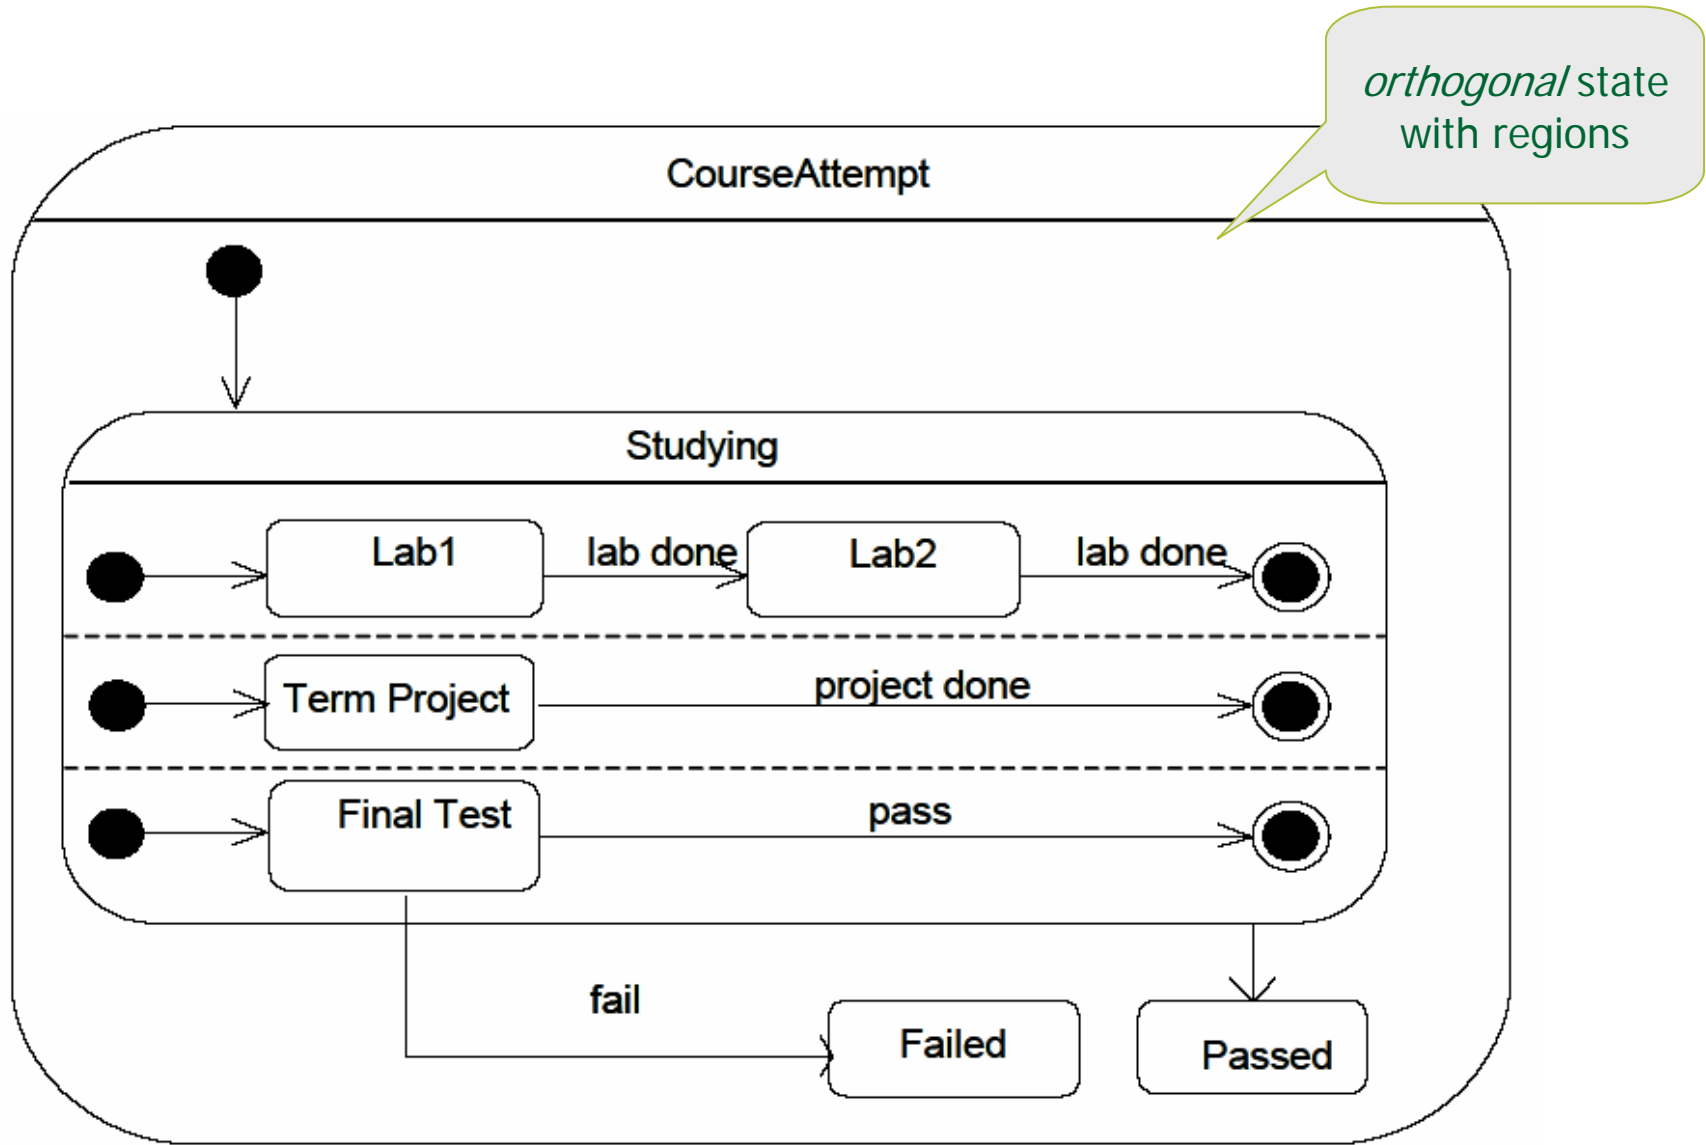 orthogonal state
with regions
CourseAttempt
Studying
Lab1
lab done
Lab2
lab done
Term Project
project done
Final Test
pass
fail
Failed
Passed